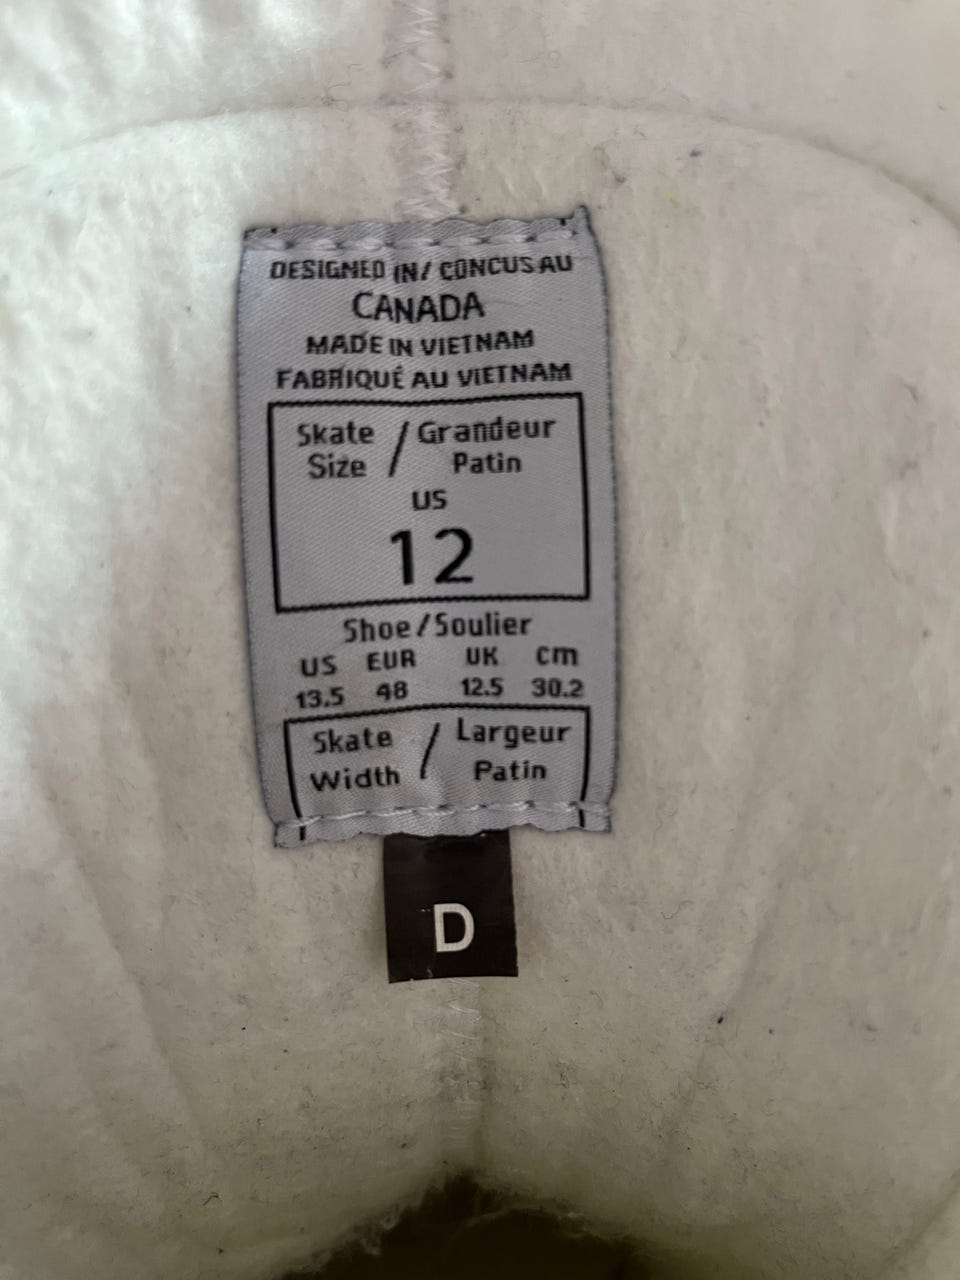 DESIGNED IN/ CONCUS AU
CANADA
MADE IN VIETNAM
FABRIQUÉ AU VIETNAM
Skate / Grandeur
Size Patin
US
12
Shoe/Soulier
US EUR UK cm
13.5 48 12.5 30.2
Skate / Largeur
Width Patin
D